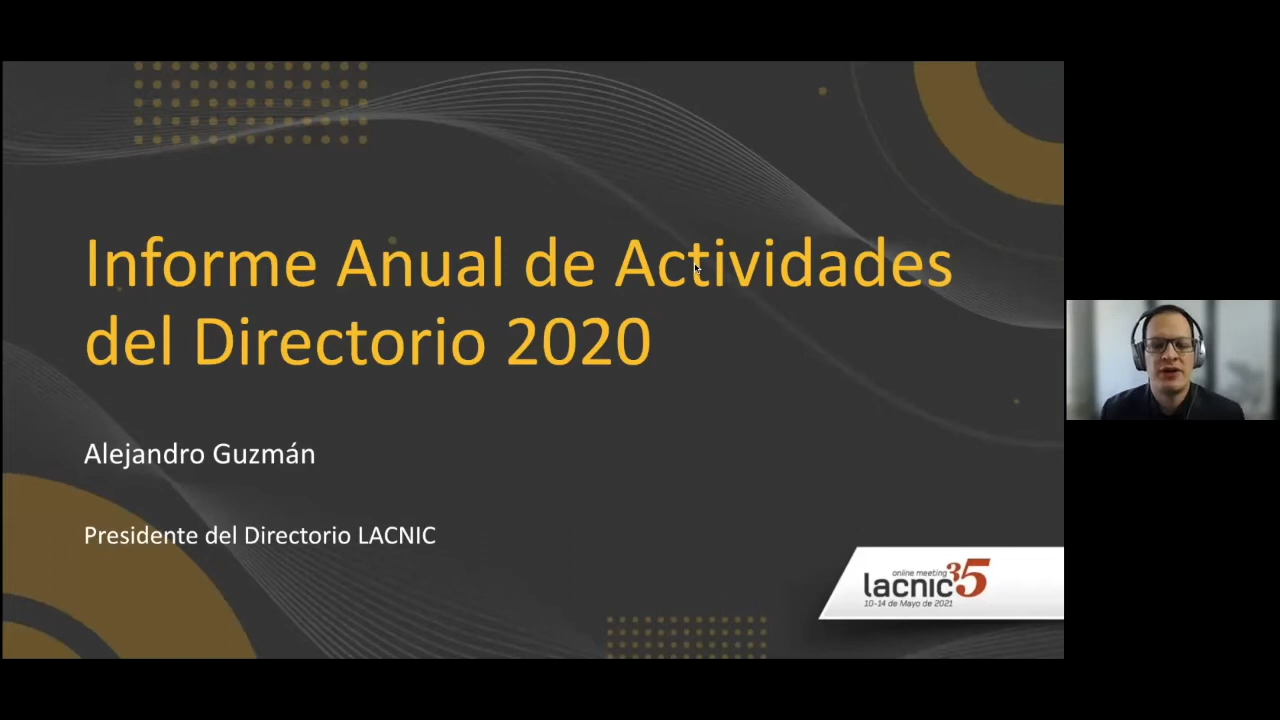 Informe Anual de Actividades
del Directorio 2020
Alejandro Guzmán
Presidente del Directorio LACNIC
online meeting
lacnic35
10-14 de Mayo de 2021